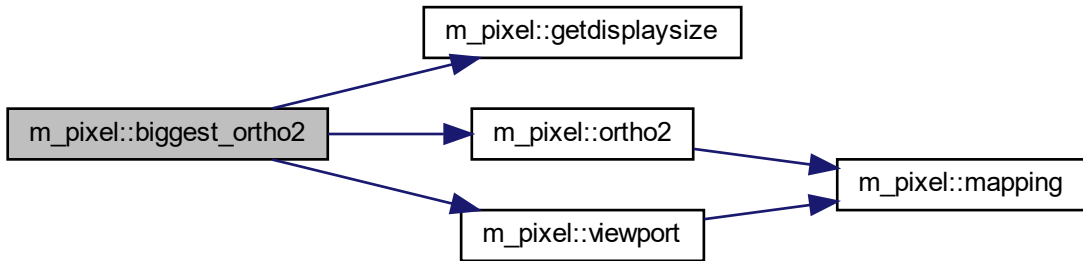 m_pixel::getdisplaysize
m_pixel::biggest_ortho2
m_pixel::ortho2
m_pixel::mapping
m_pixel::viewport